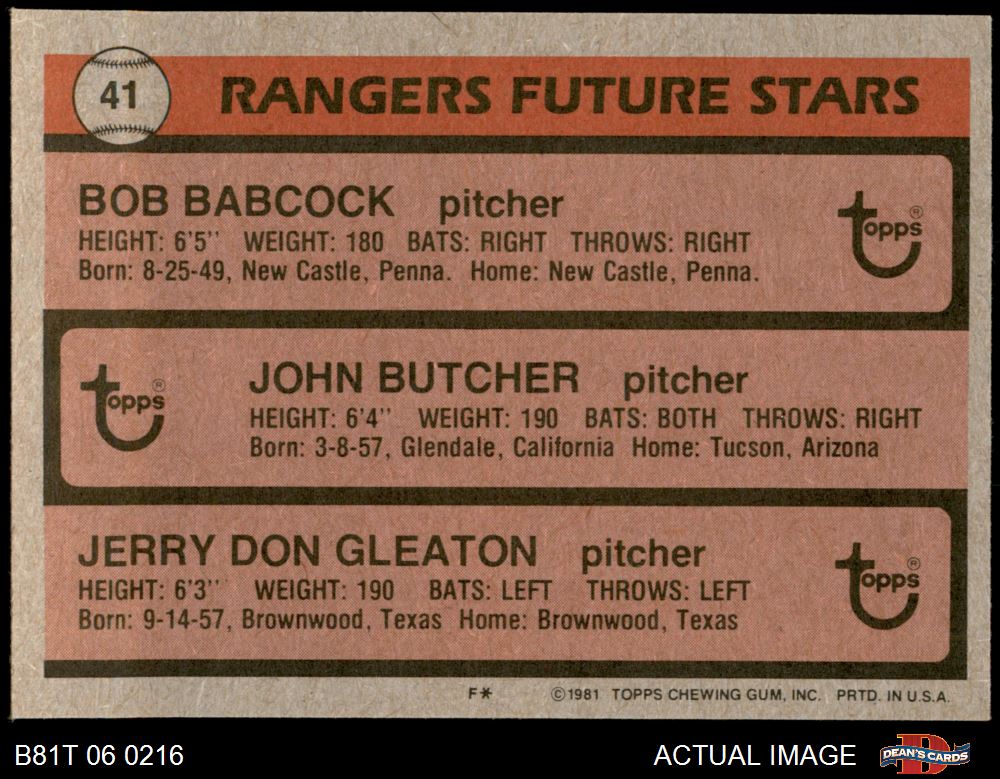 41
RANGERS FUTURE STARS
BOB BABCOCK pitcher
HEIGHT: 6'5" WEIGHT: 180 BATS: RIGHT THROWS: RIGHT
Born: 8-25-49, New Castle, Penna. Home: New Castle, Penna.
topps®
JOHN BUTCHER pitcher
HEIGHT: 6'4" WEIGHT: 190 BATS: BOTH THROWS: RIGHT
Born: 3-8-57, Glendale, California Home: Tucson, Arizona
topps®
JERRY DON GLEATON pitcher
HEIGHT: 6'3" WEIGHT: 190 BATS: LEFT THROWS: LEFT
Born: 9-14-57, Brownwood, Texas Home: Brownwood, Texas
topps®
F* ©1981 TOPPS CHEWING GUM, INC. PRTD. IN U.S.A.
B81T 06 0216 ACTUAL IMAGE DEAN'S CARDS